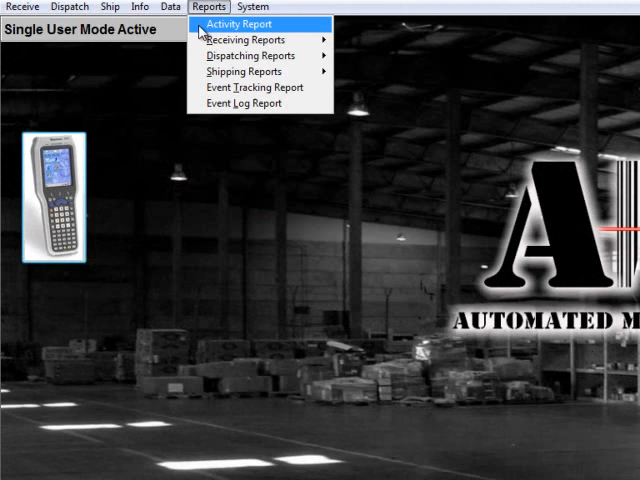 Receive Dispatch Ship Info Data Reports System
Single User Mode Active
Activity Report
Receiving Reports
Dispatching Reports
Shipping Reports
Event Tracking Report
Event Log Report
A
AUTOMATED M